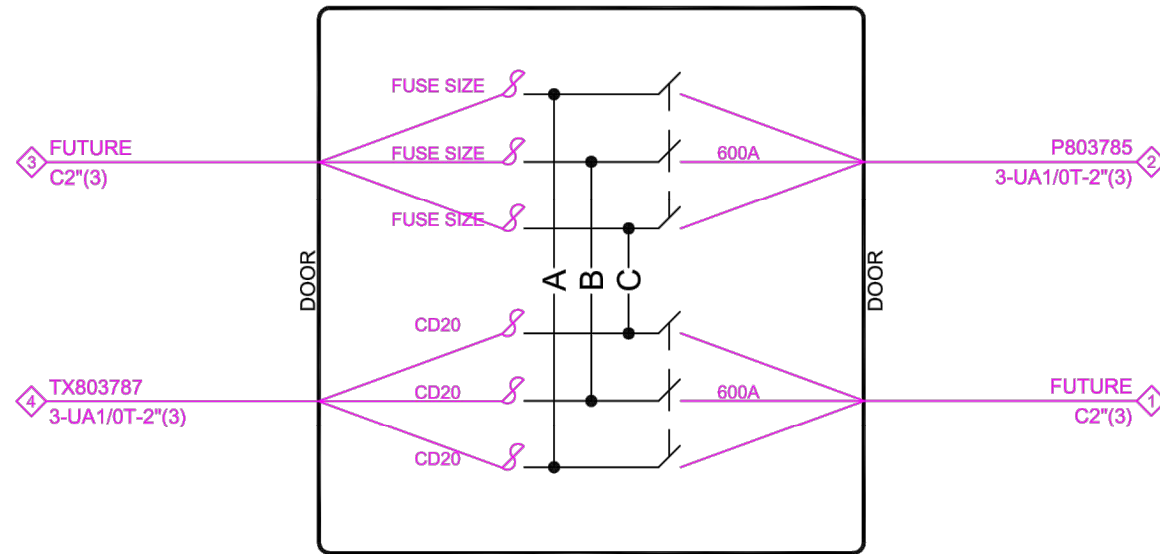 FUSE SIZE
3 FUTURE
C2"(3)
FUSE SIZE
600A
P803785 2
3-UA1/0T-2"(3)
FUSE SIZE
DOOR
A B C
DOOR
CD20
4 TX803787
3-UA1/0T-2"(3)
CD20
600A
FUTURE 1
C2"(3)
CD20